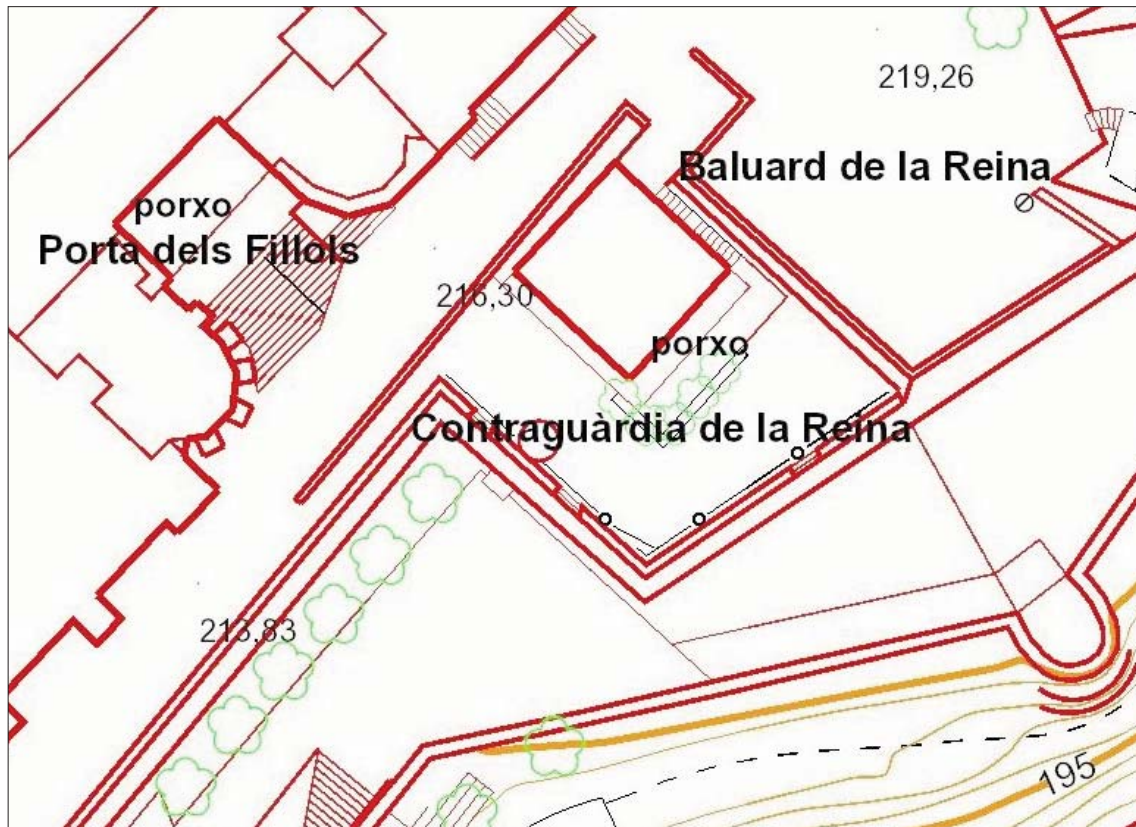 219,26
Baluard de la Reina
porxo
Porta dels Fillols
216,30
porxo
Contraguàrdia de la Reina
213,83
195